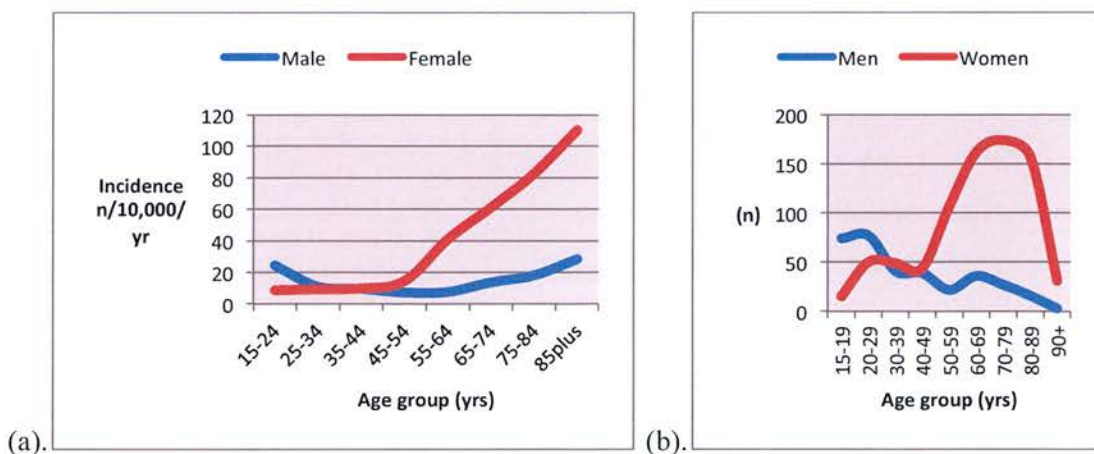 Male Female
120
100
80
60
40
20
0
Incidence
n/10,000/
yr
15-24
25-34
35-44
45-54
55-64
65-74
75-84
85plus
Age group (yrs)
(a).
Men Women
200
150
100
50
0
(n)
15-19
20-29
30-39
40-49
50-59
60-69
70-79
80-89
90+
Age group (yrs)
(b).